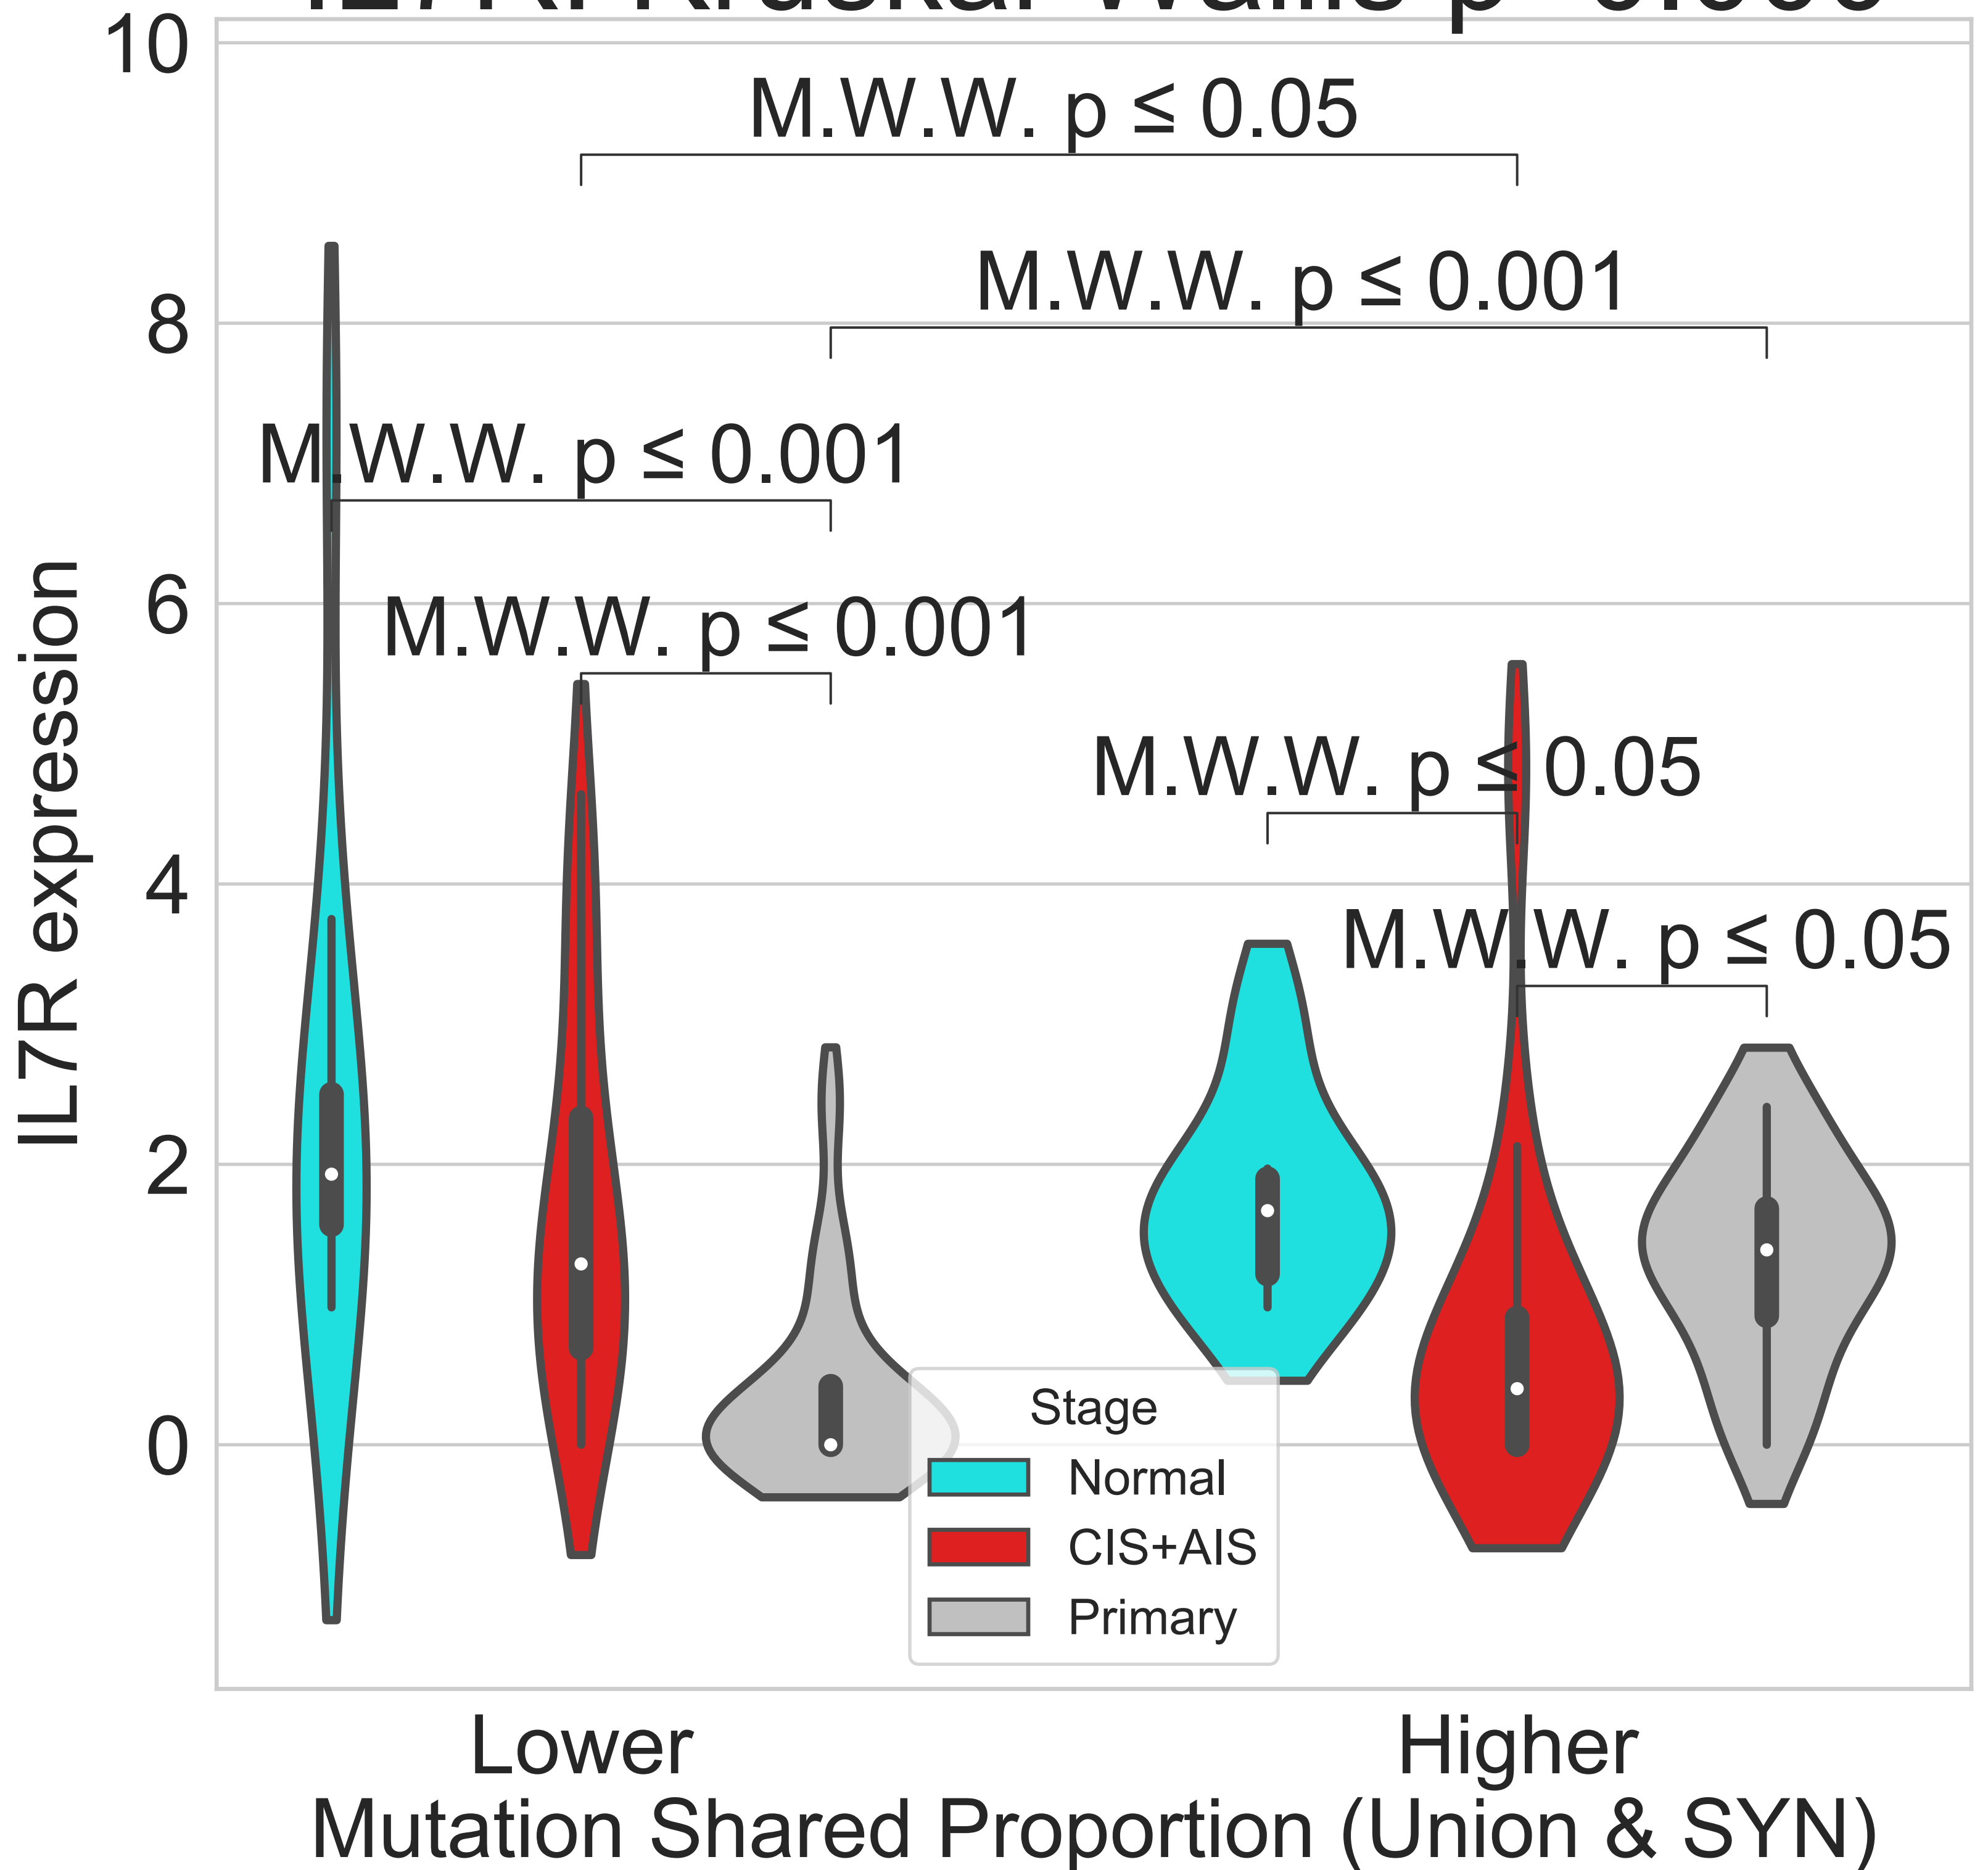 10
M.W.W. p ≤ 0.05
M.W.W. p ≤ 0.001
8
M.W.W. p ≤ 0.001
6
M.W.W. p ≤ 0.001
M.W.W. p ≤ 0.05
4
M.W.W. p ≤ 0.05
2
0
IL7R expression
Stage
Normal
CIS+AIS
Primary
Lower
Higher
Mutation Shared Proportion (Union & SYN)